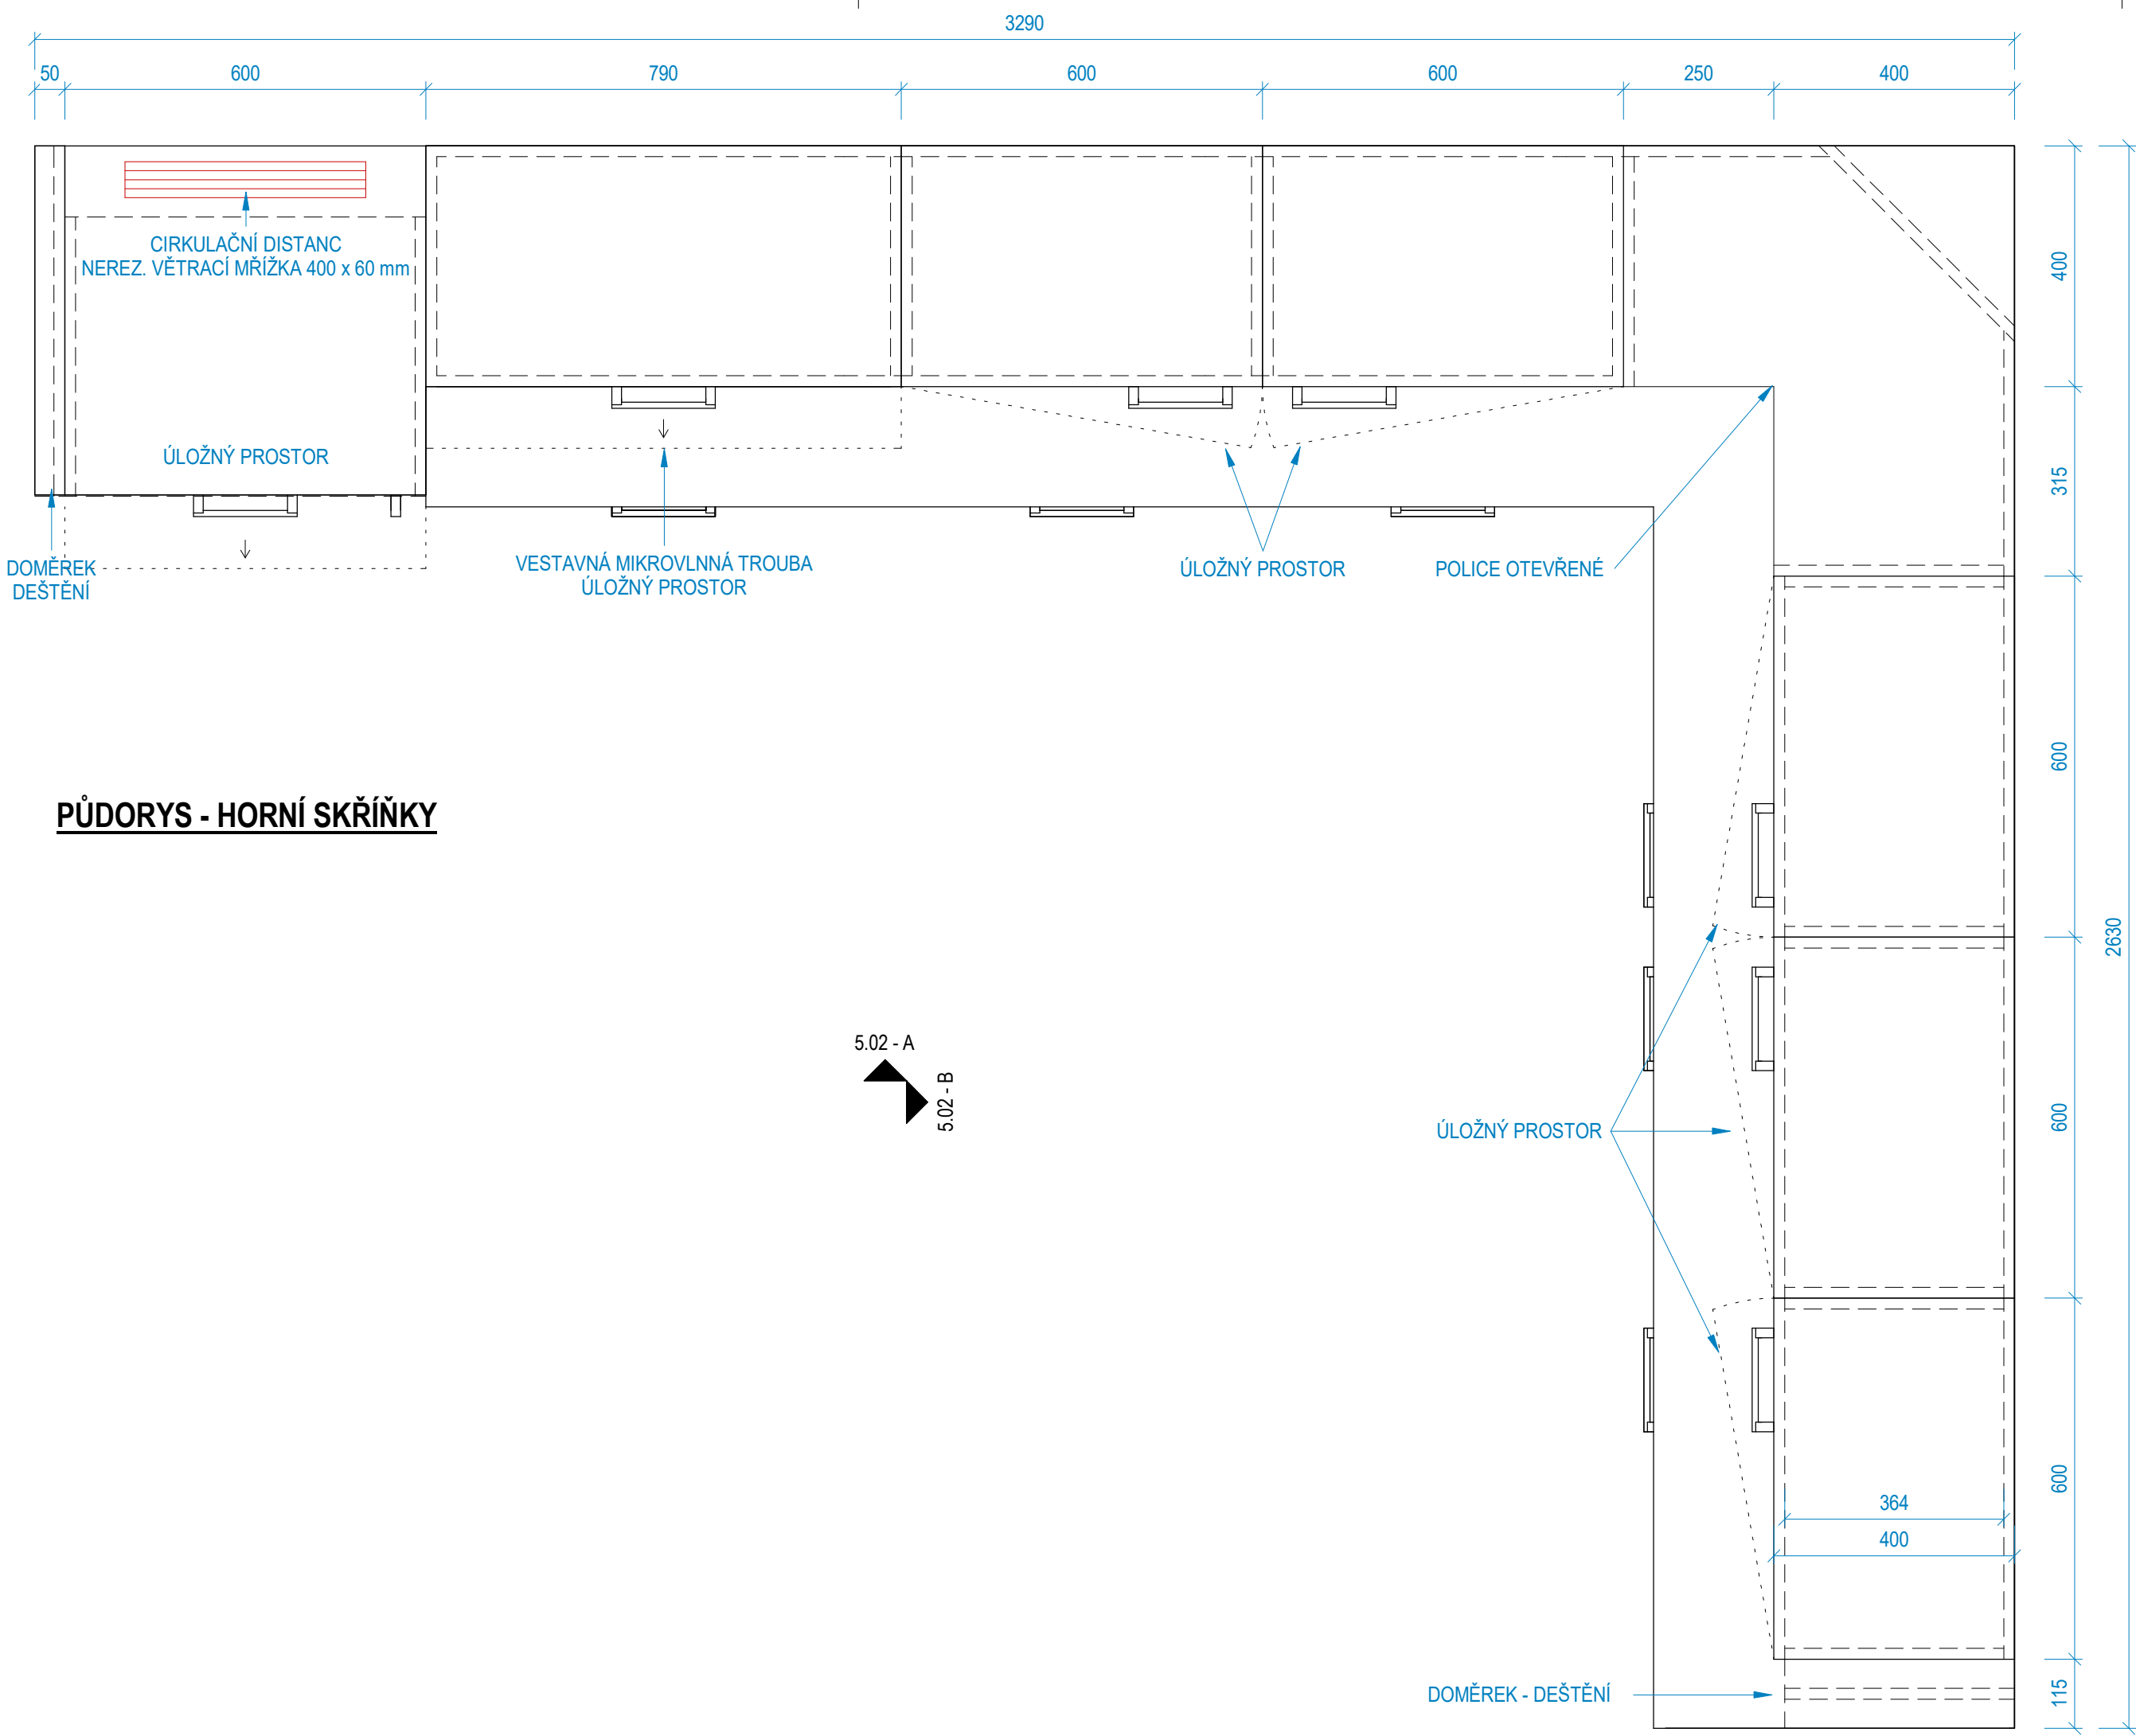 3290
50 600 790 600 600 250 400
CIRKULAČNÍ DISTANC
NEREZ. VĚTRACÍ MŘÍŽKA 400 x 60 mm
400
ÚLOŽNÝ PROSTOR
315
DOMĚREK
DEŠTĚNÍ
VESTAVNÁ MIKROVLNNÁ TROUBA
ÚLOŽNÝ PROSTOR
ÚLOŽNÝ PROSTOR
POLICE OTEVŘENÉ
600
PŮDORYS - HORNÍ SKŘÍŇKY
2630
5.02 - A
5.02 - B
ÚLOŽNÝ PROSTOR
600
600
364
400
DOMĚREK - DEŠTĚNÍ
115